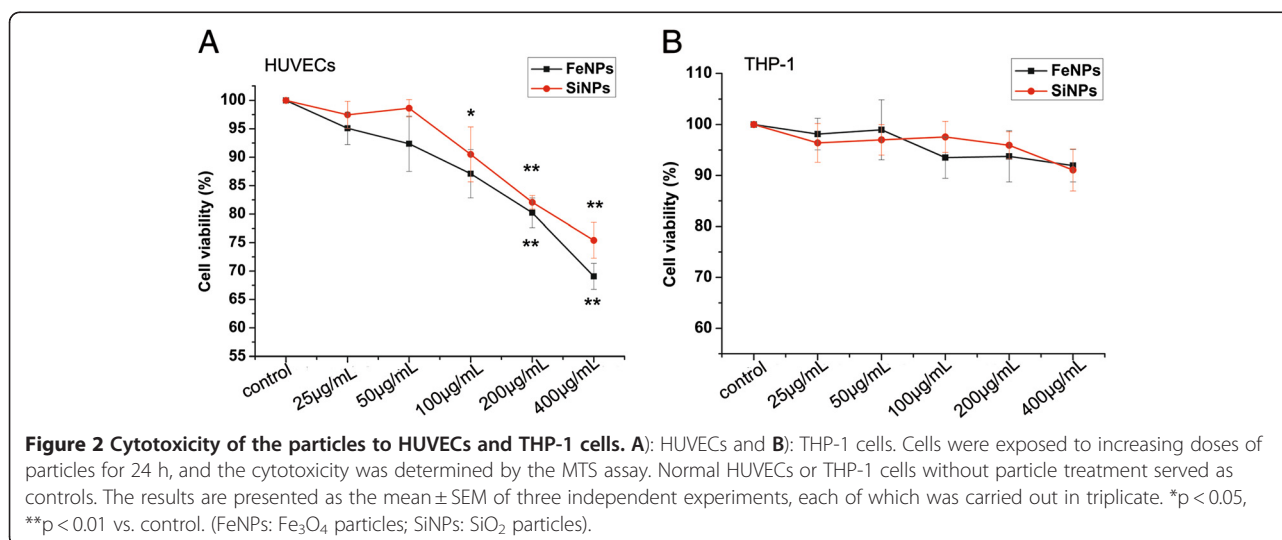 A
HUVECs
FeNPs
SiNPs
100
95
90
85
80
75
70
65
60
55
Cell viability (%)
*
**
**
**
**
control
25μg/mL
50μg/mL
100μg/mL
200μg/mL
400μg/mL
B
THP-1
FeNPs
SiNPs
110
100
90
80
70
60
Cell viability (%)
control
25μg/mL
50μg/mL
100μg/mL
200μg/mL
400μg/mL
Figure 2 Cytotoxicity of the particles to HUVECs and THP-1 cells. A): HUVECs and B): THP-1 cells. Cells were exposed to increasing doses of
particles for 24 h, and the cytotoxicity was determined by the MTS assay. Normal HUVECs or THP-1 cells without particle treatment served as
controls. The results are presented as the mean ± SEM of three independent experiments, each of which was carried out in triplicate. *p < 0.05,
**p < 0.01 vs. control. (FeNPs: Fe₃O₄ particles; SiNPs: SiO₂ particles).